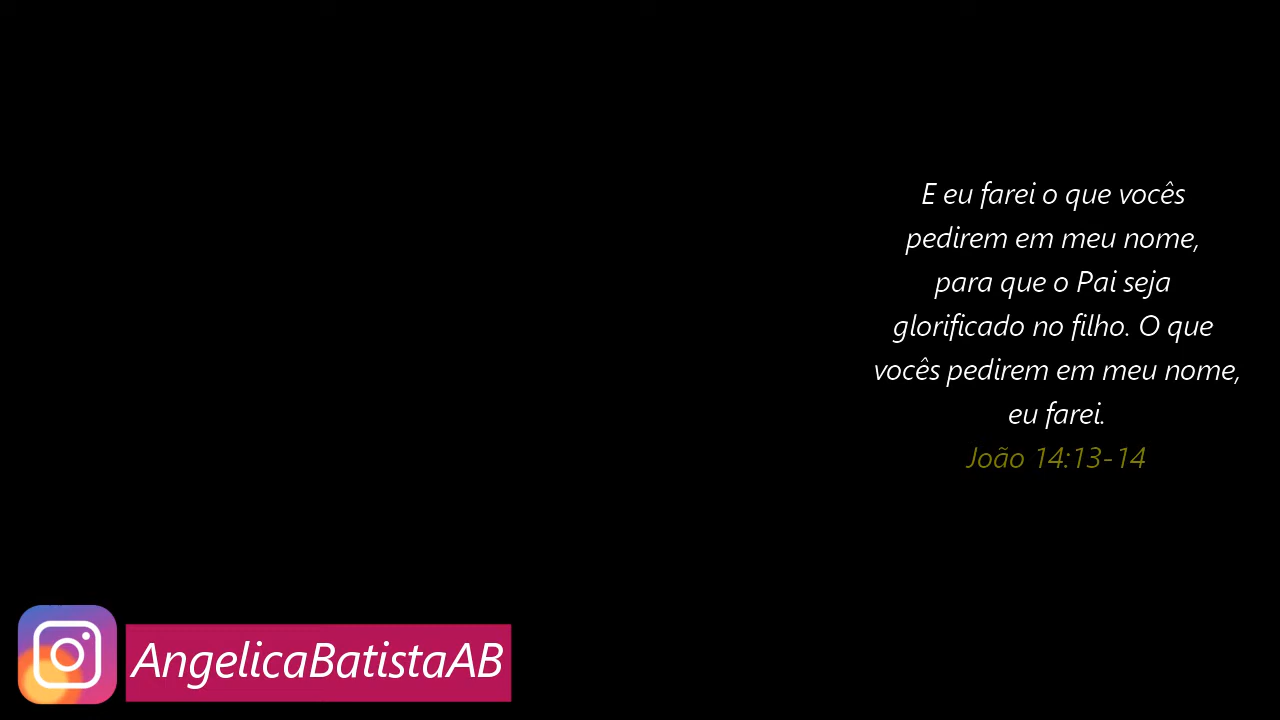 E eu farei o que vocês
pedirem em meu nome,
para que o Pai seja
glorificado no filho. O que
vocês pedirem em meu nome,
eu farei.
João 14:13-14
AngelicaBatistaAB